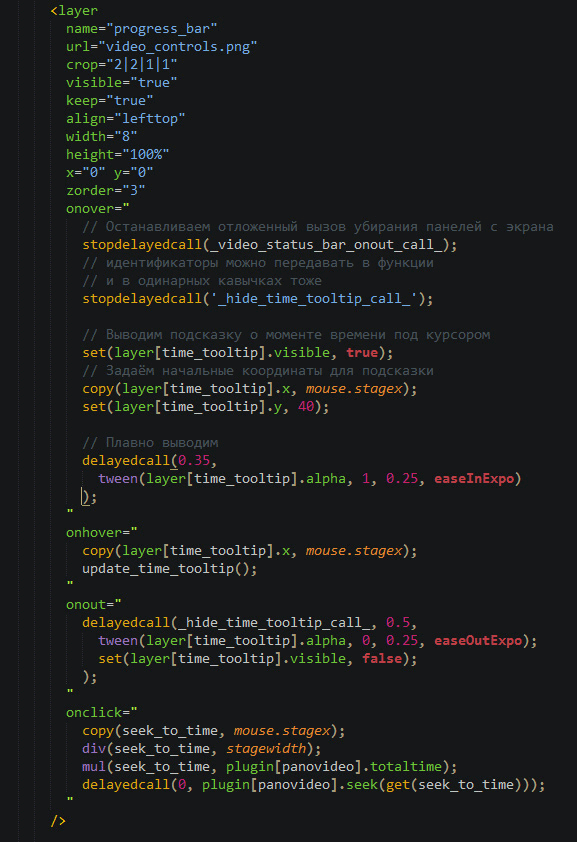 <layer
name="progress_bar"
url="video_controls.png"
crop="2|2|1|1"
visible="true"
keep="true"
align="lefttop"
width="8"
height="100%"
x="0" y="0"
zorder="3"
onover="
// Останавливаем отложенный вызов убирания панелей с экрана
stopdelayedcall(_video_status_bar_onout_call_);
// идентификаторы можно передавать в функции
// и в одинарных кавычках тоже
stopdelayedcall('_hide_time_tooltip_call_');
// Выводим подсказку о моменте времени под курсором
set(layer[time_tooltip].visible, true);
// Задаём начальные координаты для подсказки
copy(layer[time_tooltip].x, mouse.stagex);
set(layer[time_tooltip].y, 40);
// Плавно выводим
delayedcall(0.35,
tween(layer[time_tooltip].alpha, 1, 0.25, easeInExpo)
);
"
onhover="
copy(layer[time_tooltip].x, mouse.stagex);
update_time_tooltip();
"
onout="
delayedcall(_hide_time_tooltip_call_, 0.5,
tween(layer[time_tooltip].alpha, 0, 0.25, easeOutExpo);
set(layer[time_tooltip].visible, false);
);
"
onclick="
copy(seek_to_time, mouse.stagex);
div(seek_to_time, stagewidth);
mul(seek_to_time, plugin[panovideo].totaltime);
delayedcall(0, plugin[panovideo].seek(get(seek_to_time)));
"
/>